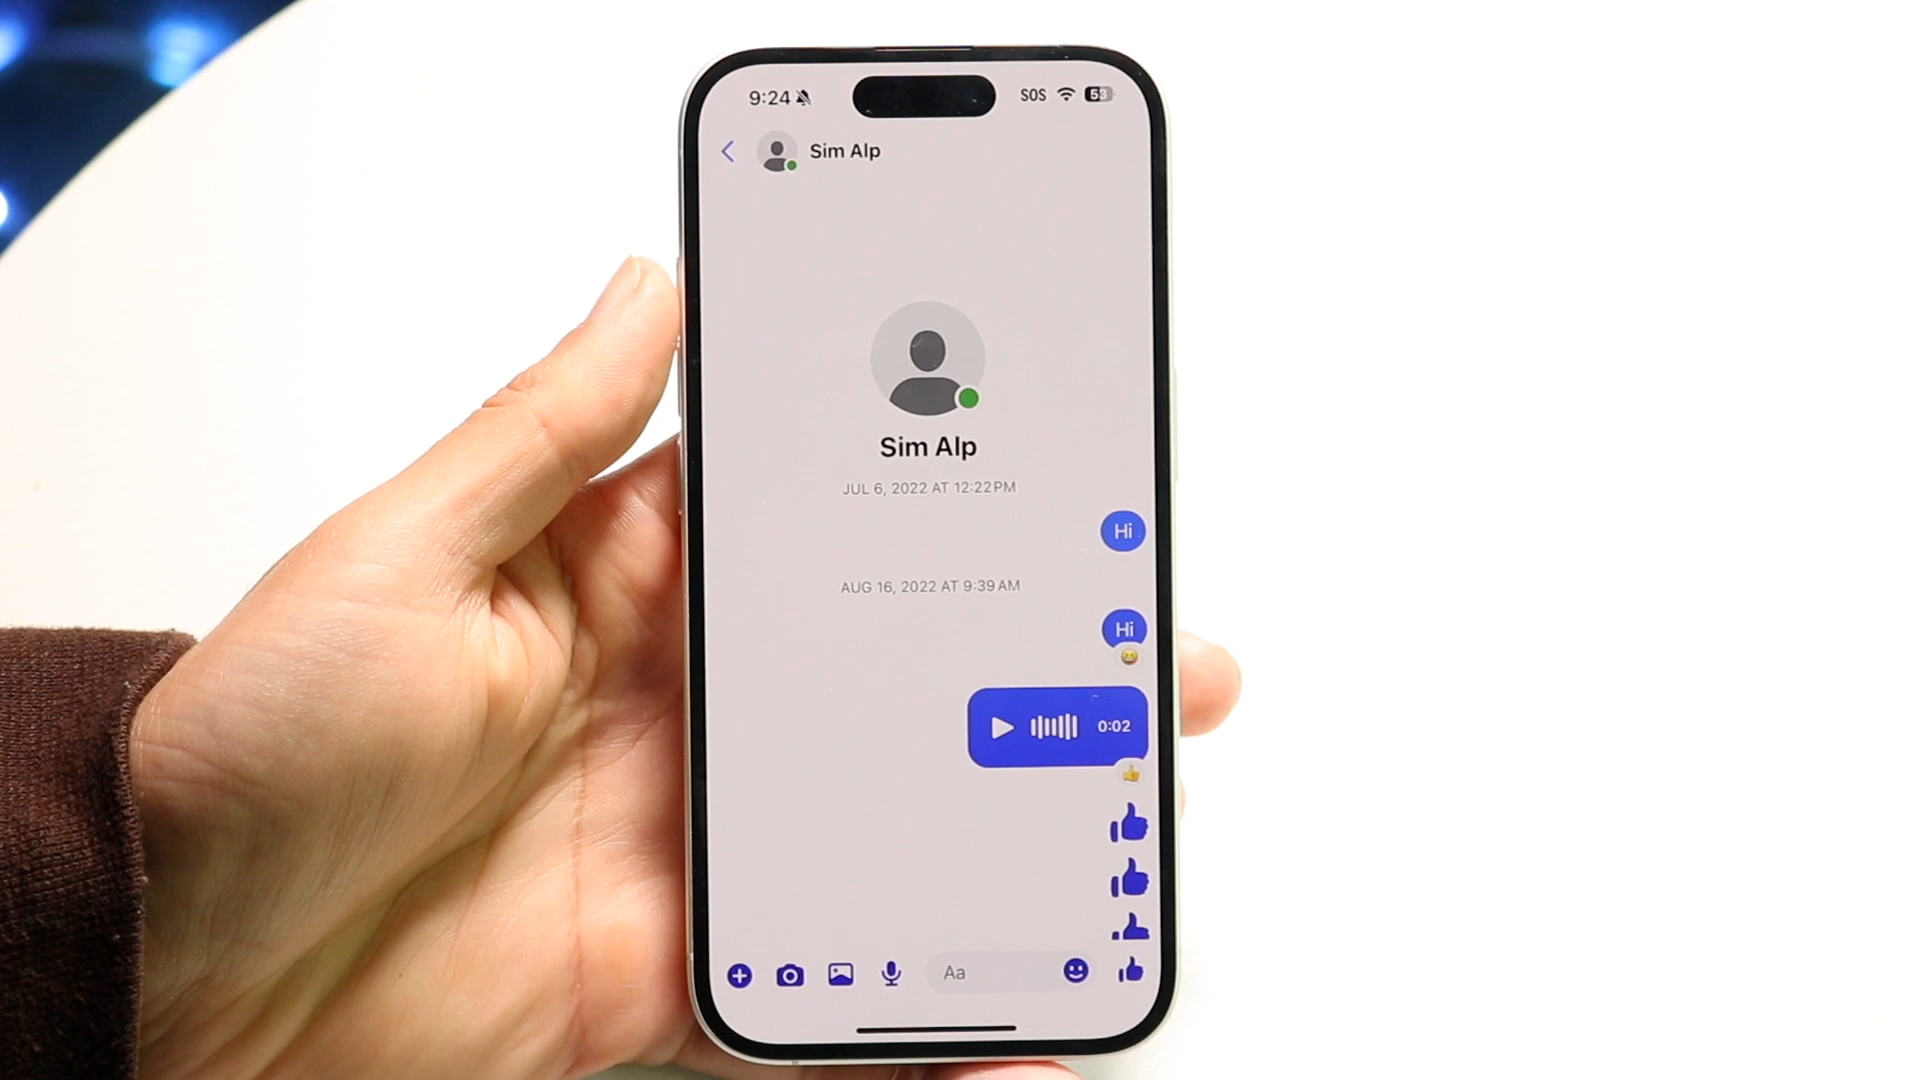 9:24
SOS
53
Sim Alp
Sim Alp
JUL 6, 2022 AT 12:22 PM
Hi
AUG 16, 2022 AT 9:39 AM
Hi
0:02
Aa